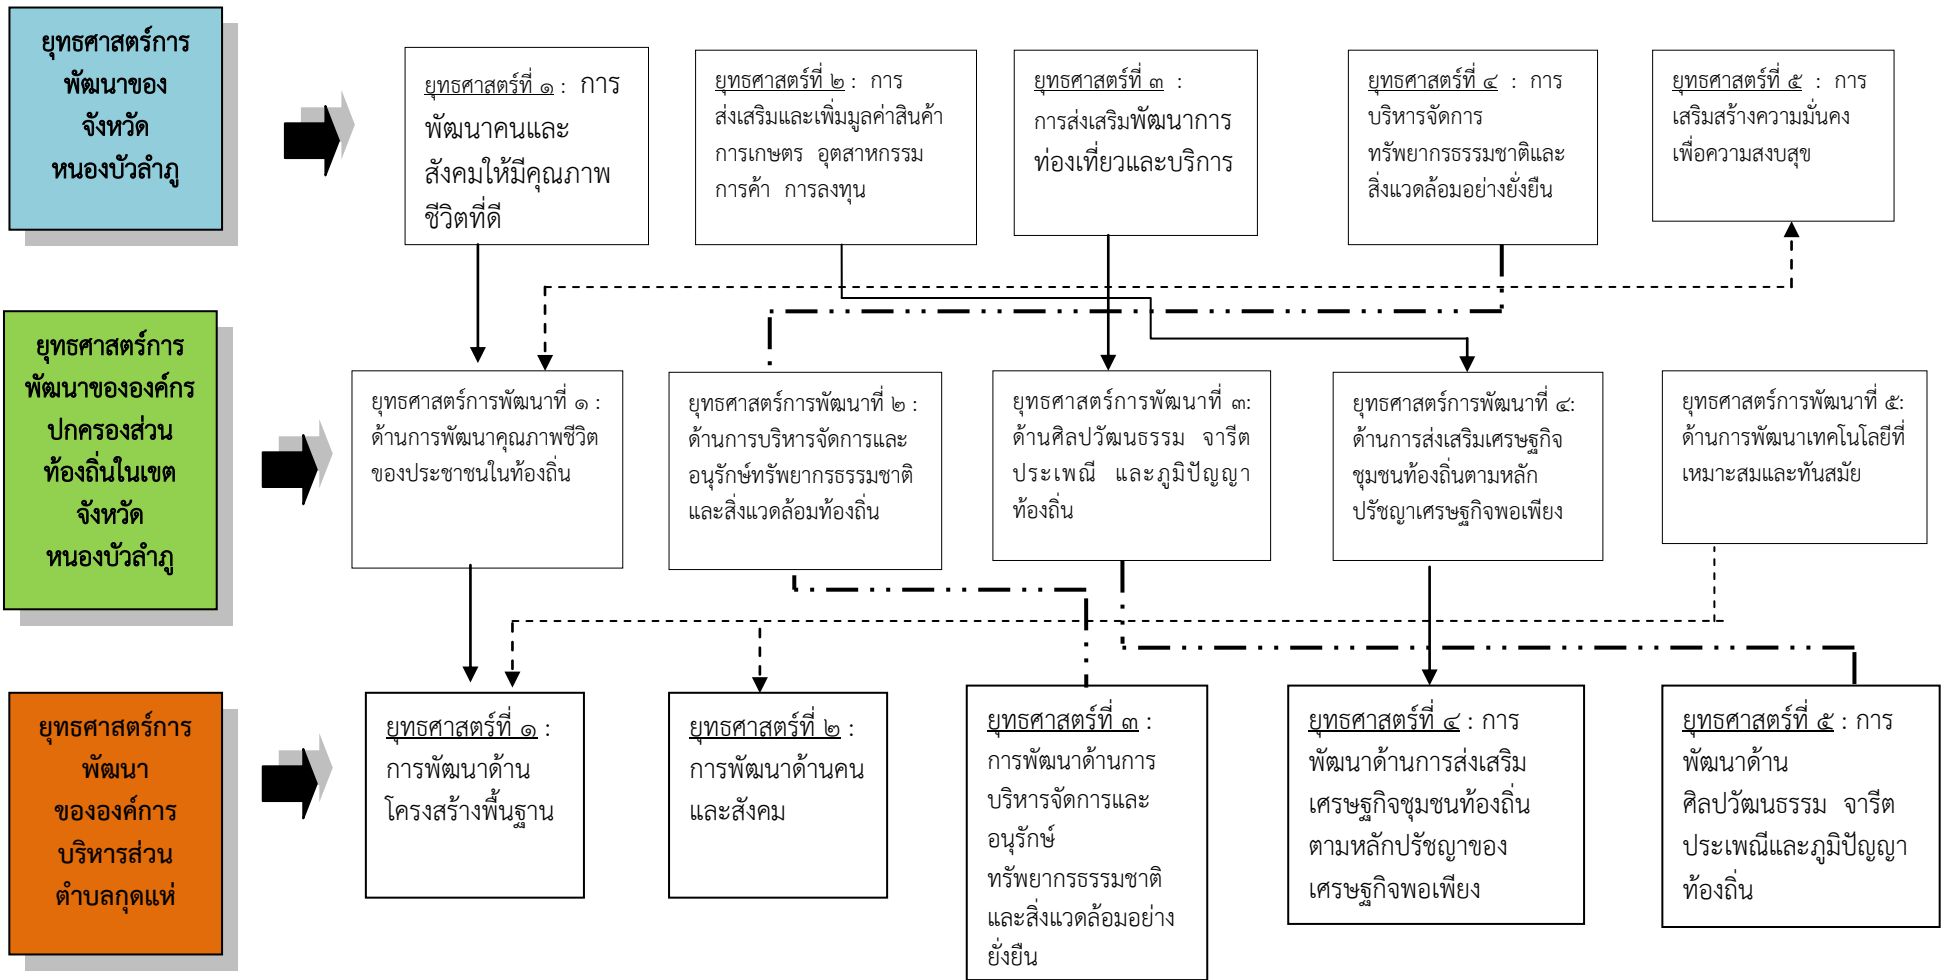 ยุทธศาสตร์การ
พัฒนาของ
จังหวัด
หนองบัวลำภู
ยุทธศาสตร์ที่ ๑ : การ
พัฒนาคนและ
สังคมให้มีคุณภาพ
ชีวิตที่ดี
ยุทธศาสตร์ที่ ๒ : การ
ส่งเสริมและเพิ่มมูลค่าสินค้า
การเกษตร อุตสาหกรรม
การค้า การลงทุน
ยุทธศาสตร์ที่ ๓ :
การส่งเสริมพัฒนาการ
ท่องเที่ยวและบริการ
ยุทธศาสตร์ที่ ๔ : การ
บริหารจัดการ
ทรัพยากรธรรมชาติและ
สิ่งแวดล้อมอย่างยั่งยืน
ยุทธศาสตร์ที่ ๕ : การ
เสริมสร้างความมั่นคง
เพื่อความสงบสุข
ยุทธศาสตร์การ
พัฒนาขององค์กร
ปกครองส่วน
ท้องถิ่นในเขต
จังหวัด
หนองบัวลำภู
ยุทธศาสตร์การพัฒนาที่ ๑ :
ด้านการพัฒนาคุณภาพชีวิต
ของประชาชนในท้องถิ่น
ยุทธศาสตร์การพัฒนาที่ ๒ :
ด้านการบริหารจัดการและ
อนุรักษ์ทรัพยากรธรรมชาติ
และสิ่งแวดล้อมท้องถิ่น
ยุทธศาสตร์การพัฒนาที่ ๓:
ด้านศิลปวัฒนธรรม จารีต
ประเพณี และภูมิปัญญา
ท้องถิ่น
ยุทธศาสตร์การพัฒนาที่ ๔:
ด้านการส่งเสริมเศรษฐกิจ
ชุมชนท้องถิ่นตามหลัก
ปรัชญาเศรษฐกิจพอเพียง
ยุทธศาสตร์การพัฒนาที่ ๕:
ด้านการพัฒนาเทคโนโลยีที่
เหมาะสมและทันสมัย
ยุทธศาสตร์การ
พัฒนา
ขององค์การ
บริหารส่วน
ตำบลกุดแห่
ยุทธศาสตร์ที่ ๑ :
การพัฒนาด้าน
โครงสร้างพื้นฐาน
ยุทธศาสตร์ที่ ๒ :
การพัฒนาด้านคน
และสังคม
ยุทธศาสตร์ที่ ๓ :
การพัฒนาด้านการ
บริหารจัดการและ
อนุรักษ์
ทรัพยากรธรรมชาติ
และสิ่งแวดล้อมอย่าง
ยั่งยืน
ยุทธศาสตร์ที่ ๔ : การ
พัฒนาด้านการส่งเสริม
เศรษฐกิจชุมชนท้องถิ่น
ตามหลักปรัชญาของ
เศรษฐกิจพอเพียง
ยุทธศาสตร์ที่ ๕ : การ
พัฒนาด้าน
ศิลปวัฒนธรรม จารีต
ประเพณีและภูมิปัญญา
ท้องถิ่น